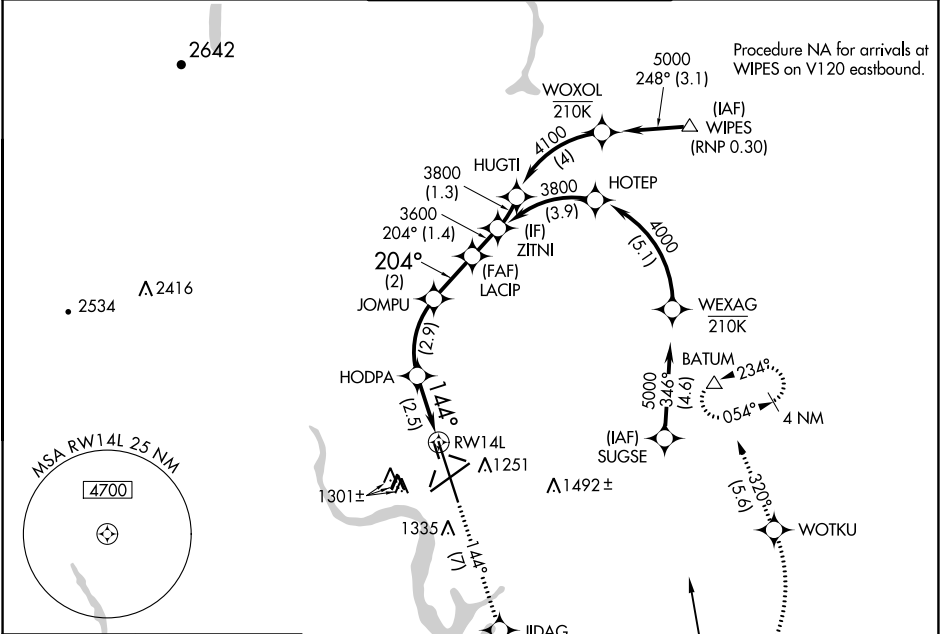 2642
Procedure NA for arrivals at
WIPES on V120 eastbound.
5000
248° (3.1)
WOXOL
210K
(IAF)
WIPES
(RNP 0.30)
4100
(4)
HUGTI
3800
(1.3)
3800
(3.9)
HOTEP
3600
204° (1.4)
(IF)
ZITNI
4000
(5.1)
204°
(2)
(FAF)
LACIP
2416
2534
JOMPU
WEXAG
210K
(2.9)
BATUM
234°
HODPA
144°
(2.5)
5000
346°
(4.6)
054°
4 NM
MSA RW14L 25 NM
4700
RW14L
(IAF)
SUGSE
1251
1301±
1492±
320°
(5.6)
1335
144°
(7)
WOTKU
JIDAG